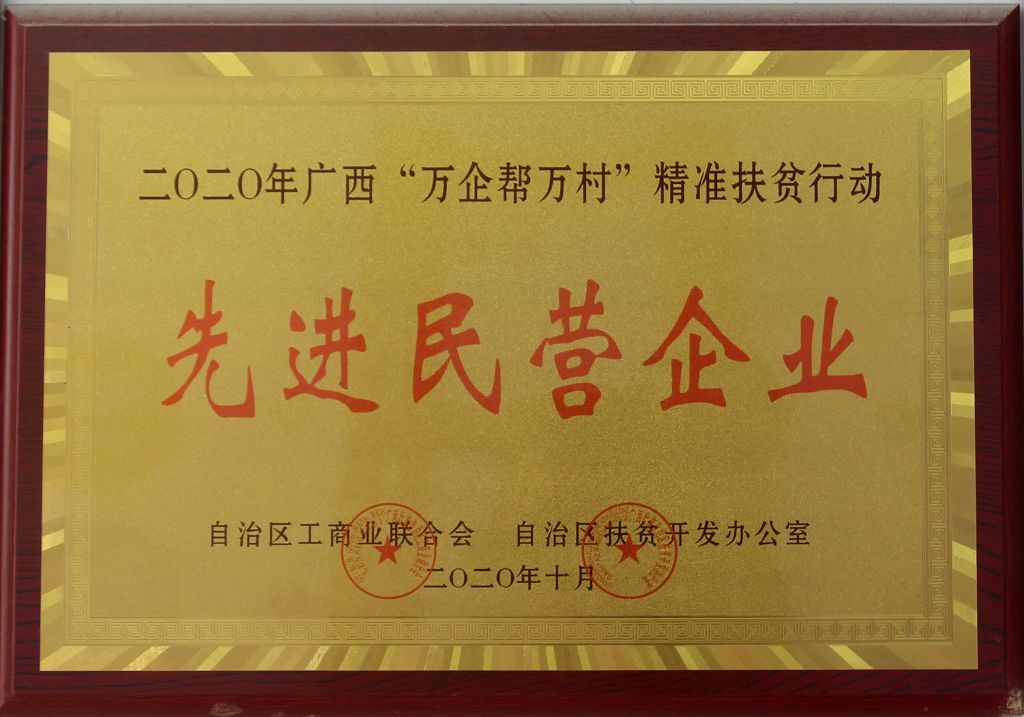 二〇二〇年广西“万企帮万村”精准扶贫行动
先进民营企业
自治区工商业联合会 自治区扶贫开发办公室
二〇二〇年十月